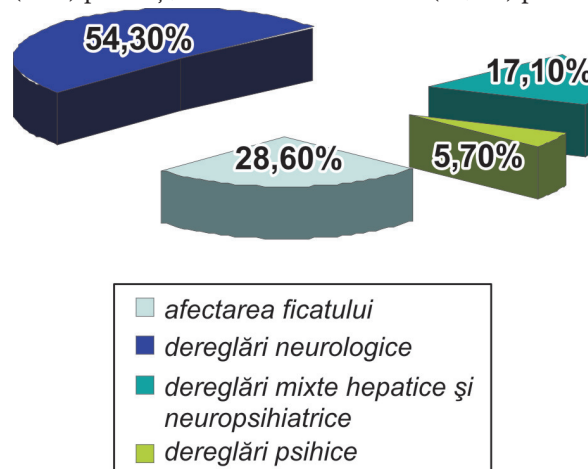 54,30%
17,10%
28,60%
5,70%
afectarea ficatului
dereglări neurologice
dereglări mixte hepatice şi
neuropsihiatrice
dereglări psihice